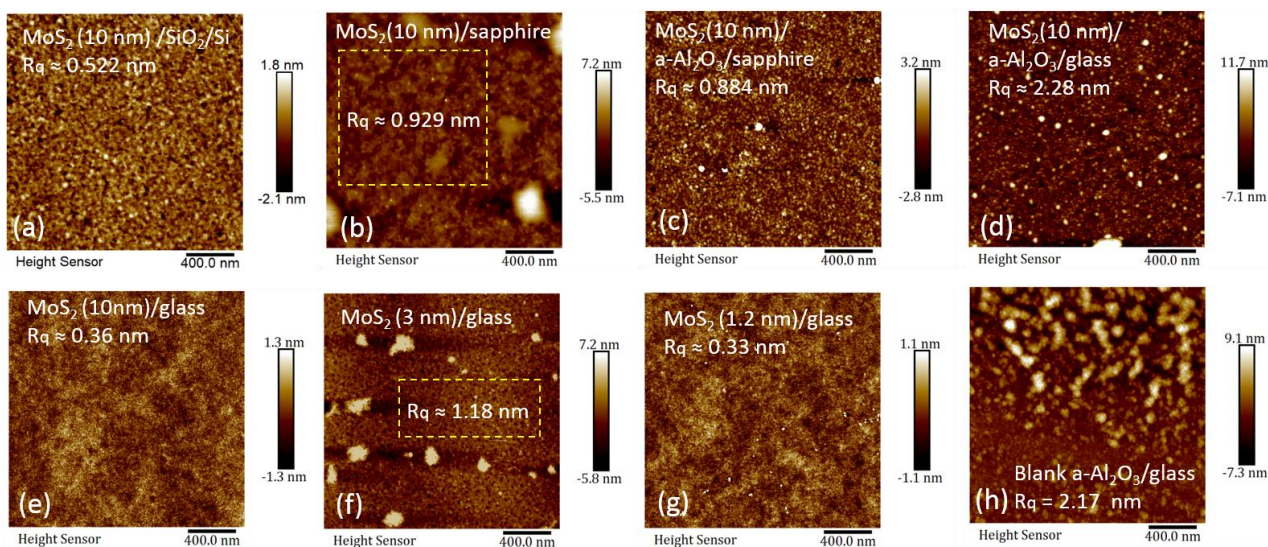 MoS₂ (10 nm) /SiO₂/Si
Rq ≈ 0.522 nm
1.8 nm
-2.1 nm
(a)
Height Sensor
400.0 nm
MoS₂(10 nm)/sapphire
Rq ≈ 0.929 nm
7.2 nm
-5.5 nm
(b)
Height Sensor
400.0 nm
MoS₂(10 nm)/
a-Al₂O₃/sapphire
Rq ≈ 0.884 nm
3.2 nm
-2.8 nm
(c)
Height Sensor
400.0 nm
MoS₂(10 nm)/
a-Al₂O₃/glass
Rq ≈ 2.28 nm
11.7 nm
-7.1 nm
(d)
Height Sensor
400.0 nm
MoS₂ (10nm)/glass
Rq ≈ 0.36 nm
1.3 nm
-1.3 nm
(e)
Height Sensor
400.0 nm
MoS₂ (3 nm)/glass
Rq ≈ 1.18 nm
7.2 nm
-5.8 nm
(f)
Height Sensor
400.0 nm
MoS₂ (1.2 nm)/glass
Rq ≈ 0.33 nm
1.1 nm
-1.1 nm
(g)
Height Sensor
400.0 nm
9.1 nm
-7.3 nm
Blank a-Al₂O₃/glass
(h)
Rq = 2.17 nm
Height Sensor
400.0 nm